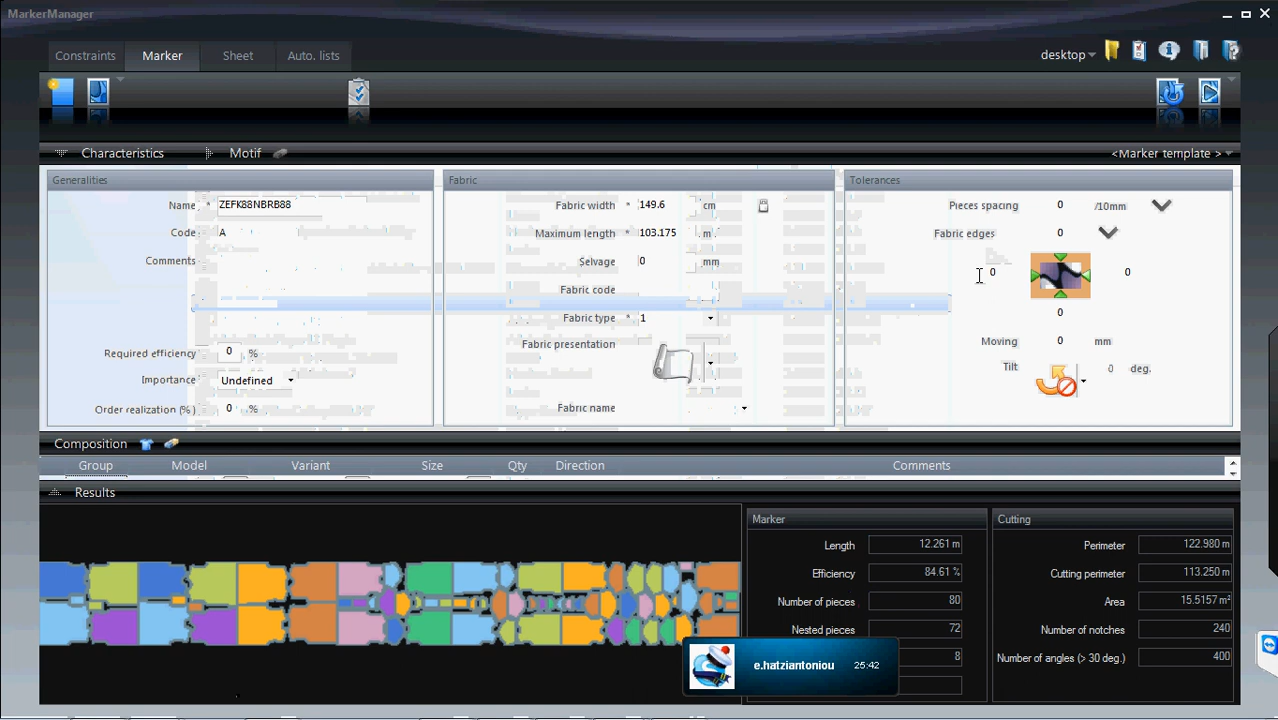 MarkerManager
Constraints Marker Sheet Auto. lists desktop
Characteristics Motif <Marker template >
Generalities
Name * ZEFK88NBRB88
Code * A
Comments
Required efficiency 0 %
Importance Undefined
Order realization (%) 0 %
Fabric
Fabric width * 149.6 cm
Maximum length * 103.175 m
Selvage 0 mm
Fabric code
Fabric type * 1
Fabric presentation
Fabric name
Tolerances
Pieces spacing 0 /10mm
Fabric edges 0
0 0
0
Moving 0 mm
Tilt 0 deg.
Composition
Group Model Variant Size Qty Direction Comments
Results
Marker
Length 12.261 m
Efficiency 84.61 %
Number of pieces 80
Nested pieces 72
8
e.hatziantoniou 25:42
Cutting
Perimeter 122.980 m
Cutting perimeter 113.250 m
Area 15.5157 m²
Number of notches 240
Number of angles (> 30 deg.) 400